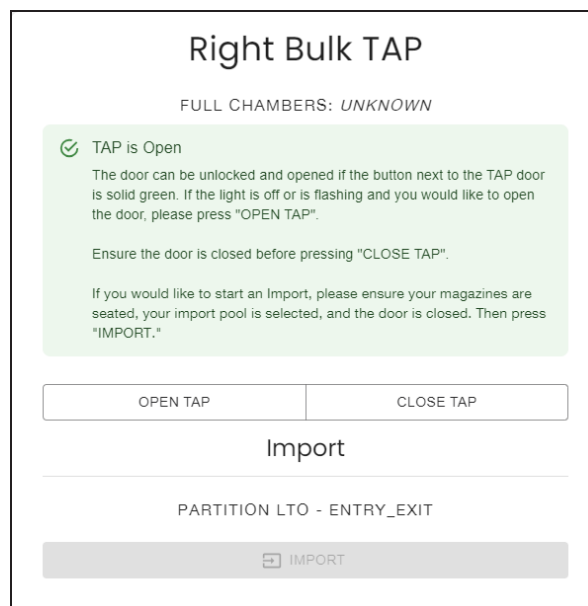 Right Bulk TAP
FULL CHAMBERS: UNKNOWN
TAP is Open
The door can be unlocked and opened if the button next to the TAP door
is solid green. If the light is off or is flashing and you would like to open
the door, please press "OPEN TAP".
Ensure the door is closed before pressing "CLOSE TAP".
If you would like to start an Import, please ensure your magazines are
seated, your import pool is selected, and the door is closed. Then press
"IMPORT."
OPEN TAP
CLOSE TAP
Import
PARTITION LTO - ENTRY_EXIT
IMPORT